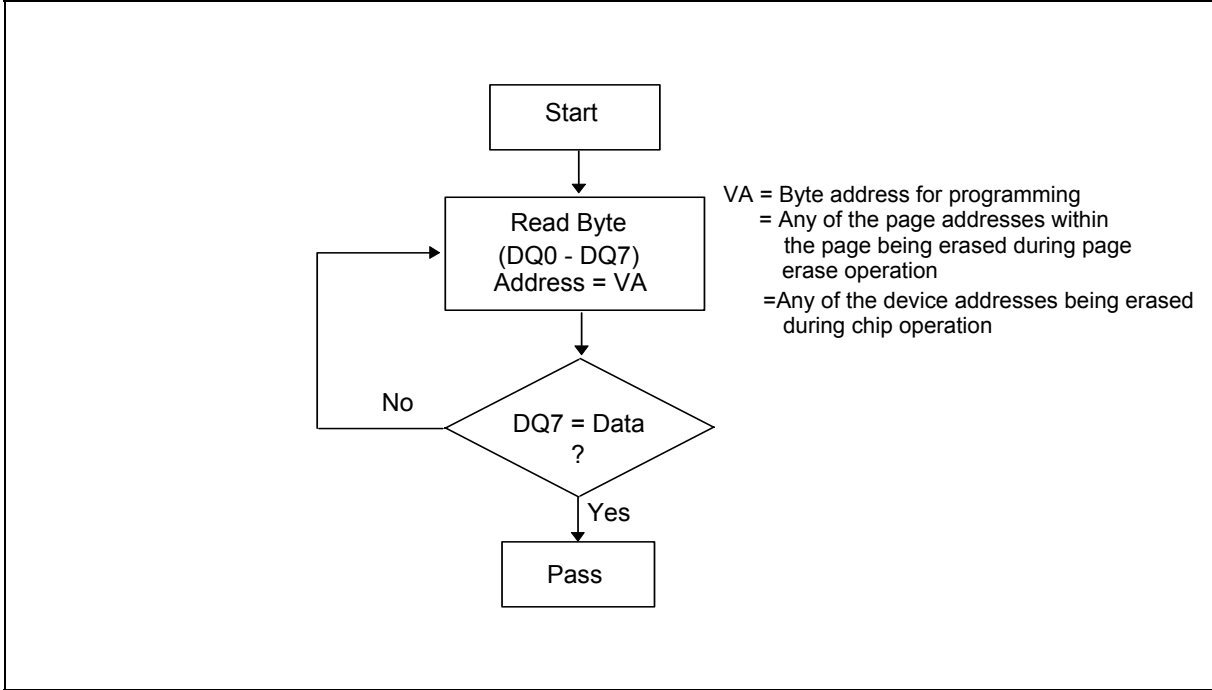 Start
Read Byte
(DQ0 - DQ7)
Address = VA
VA = Byte address for programming
= Any of the page addresses within
the page being erased during page
erase operation
=Any of the device addresses being erased
during chip operation
No
DQ7 = Data
?
Yes
Pass